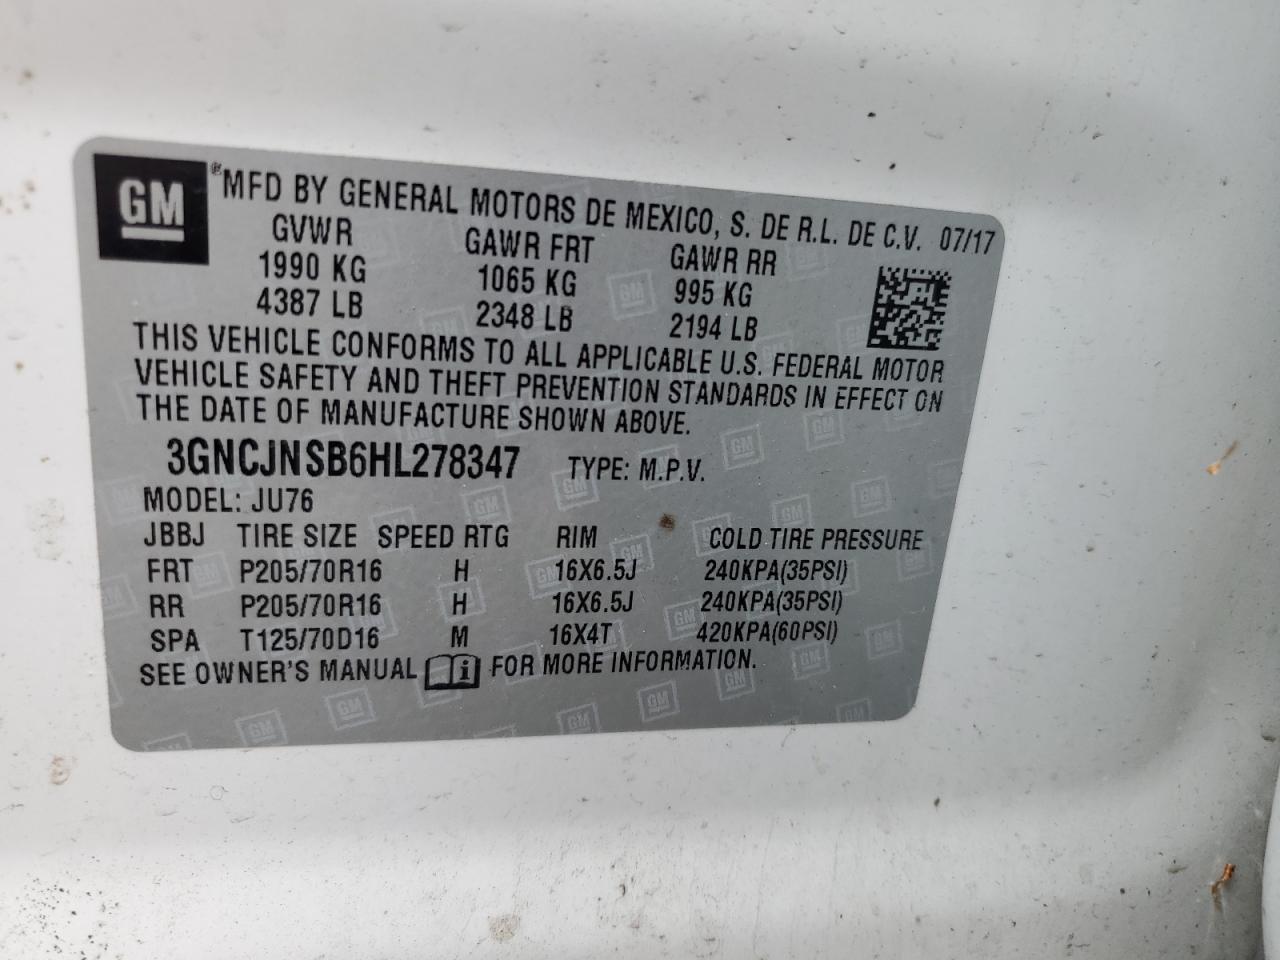 GM
®MFD BY GENERAL MOTORS DE MEXICO, S. DE R.L. DE C.V. 07/17
GVWR GAWR FRT GAWR RR
1990 KG 1065 KG 995 KG
4387 LB 2348 LB 2194 LB
THIS VEHICLE CONFORMS TO ALL APPLICABLE U.S. FEDERAL MOTOR
VEHICLE SAFETY AND THEFT PREVENTION STANDARDS IN EFFECT ON
THE DATE OF MANUFACTURE SHOWN ABOVE.
3GNCJNSB6HL278347 TYPE: M.P.V.
MODEL: JU76
JBBJ TIRE SIZE SPEED RTG RIM COLD TIRE PRESSURE
FRT P205/70R16 H 16X6.5J 240KPA(35PSI)
RR P205/70R16 H 16X6.5J 240KPA(35PSI)
SPA T125/70D16 M 16X4T 420KPA(60PSI)
SEE OWNER'S MANUAL i FOR MORE INFORMATION.